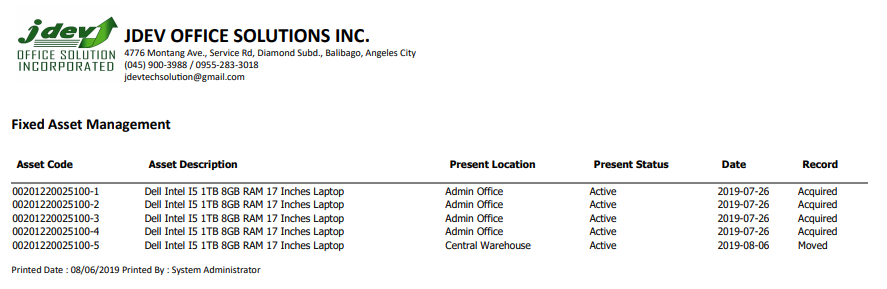 jdev
OFFICE SOLUTION
INCORPORATED
JDEV OFFICE SOLUTIONS INC.
4776 Montang Ave., Service Rd, Diamond Subd., Balibago, Angeles City
(045) 900-3988 / 0955-283-3018
jdevtechsolution@gmail.com
Fixed Asset Management
Asset Code Asset Description Present Location Present Status Date Record
00201220025100-1 Dell Intel I5 1TB 8GB RAM 17 Inches Laptop Admin Office Active 2019-07-26 Acquired
00201220025100-2 Dell Intel I5 1TB 8GB RAM 17 Inches Laptop Admin Office Active 2019-07-26 Acquired
00201220025100-3 Dell Intel I5 1TB 8GB RAM 17 Inches Laptop Admin Office Active 2019-07-26 Acquired
00201220025100-4 Dell Intel I5 1TB 8GB RAM 17 Inches Laptop Admin Office Active 2019-07-26 Acquired
00201220025100-5 Dell Intel I5 1TB 8GB RAM 17 Inches Laptop Central Warehouse Active 2019-08-06 Moved
Printed Date : 08/06/2019 Printed By : System Administrator